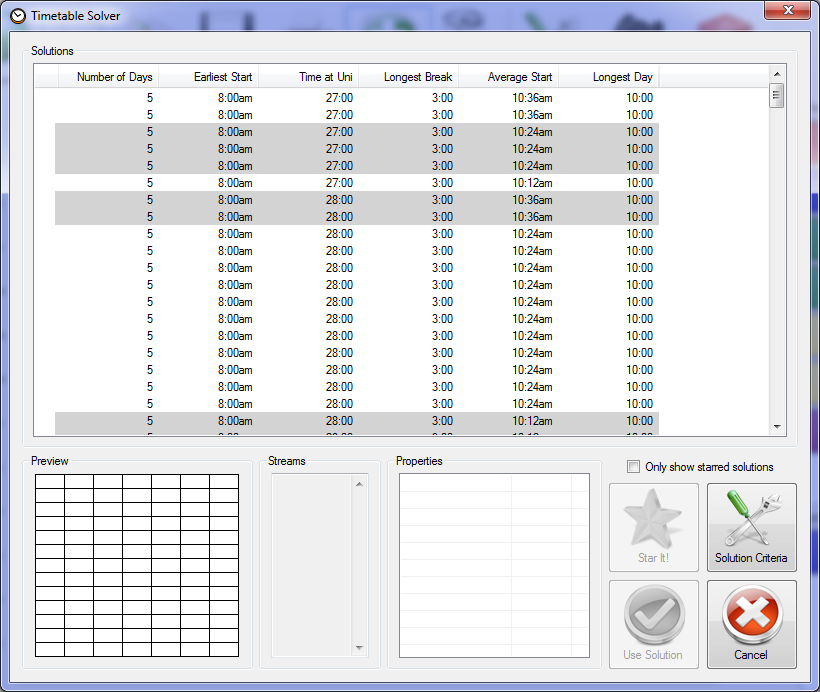 Timetable Solver
Solutions
Number of Days Earliest Start Time at Uni Longest Break Average Start Longest Day
5 8:00am 27:00 3:00 10:36am 10:00
5 8:00am 27:00 3:00 10:36am 10:00
5 8:00am 27:00 3:00 10:24am 10:00
5 8:00am 27:00 3:00 10:24am 10:00
5 8:00am 27:00 3:00 10:24am 10:00
5 8:00am 27:00 3:00 10:12am 10:00
5 8:00am 28:00 3:00 10:36am 10:00
5 8:00am 28:00 3:00 10:36am 10:00
5 8:00am 28:00 3:00 10:24am 10:00
5 8:00am 28:00 3:00 10:24am 10:00
5 8:00am 28:00 3:00 10:24am 10:00
5 8:00am 28:00 3:00 10:24am 10:00
5 8:00am 28:00 3:00 10:24am 10:00
5 8:00am 28:00 3:00 10:24am 10:00
5 8:00am 28:00 3:00 10:24am 10:00
5 8:00am 28:00 3:00 10:24am 10:00
5 8:00am 28:00 3:00 10:24am 10:00
5 8:00am 28:00 3:00 10:24am 10:00
5 8:00am 28:00 3:00 10:24am 10:00
5 8:00am 28:00 3:00 10:12am 10:00
Preview
Streams
Properties
Only show starred solutions
Star It!
Solution Criteria
Use Solution
Cancel